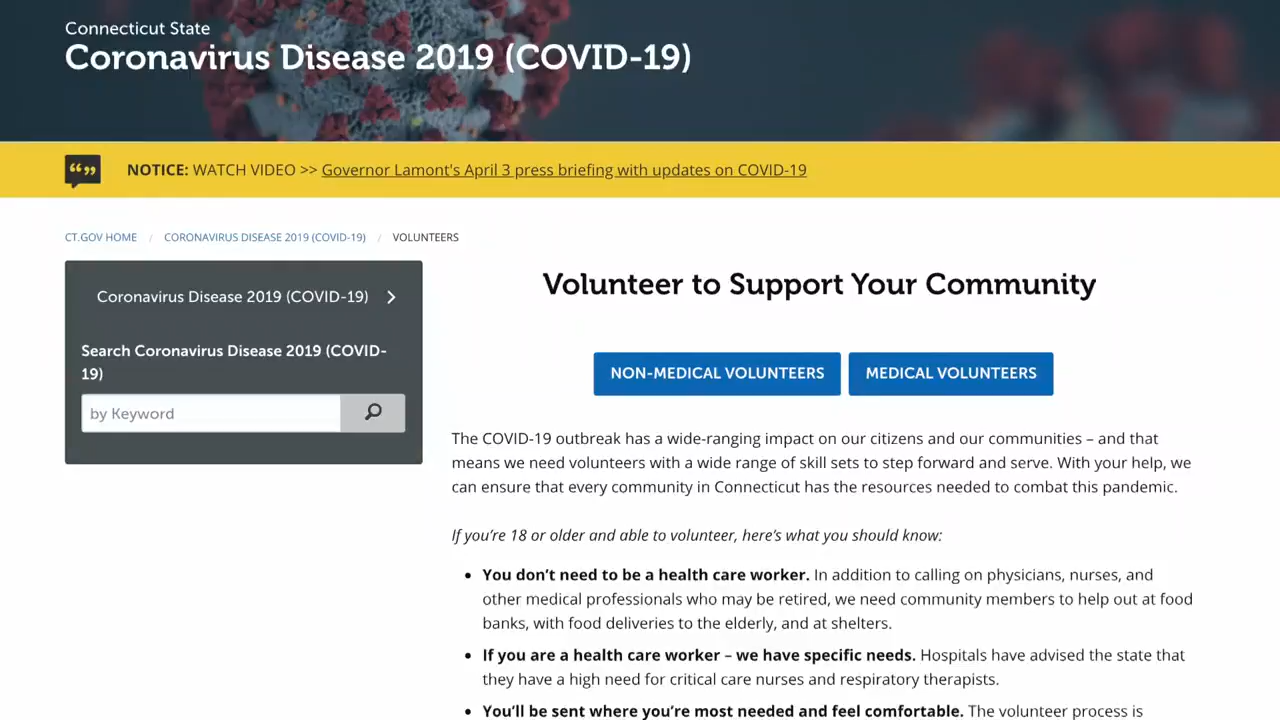 Connecticut State
Coronavirus Disease 2019 (COVID-19)
NOTICE: WATCH VIDEO >> Governor Lamont's April 3 press briefing with updates on COVID-19
CT.GOV HOME / CORONAVIRUS DISEASE 2019 (COVID-19) / VOLUNTEERS
Coronavirus Disease 2019 (COVID-19)
Search Coronavirus Disease 2019 (COVID-
19)
by Keyword
Volunteer to Support Your Community
NON-MEDICAL VOLUNTEERS
MEDICAL VOLUNTEERS
The COVID-19 outbreak has a wide-ranging impact on our citizens and our communities – and that
means we need volunteers with a wide range of skill sets to step forward and serve. With your help, we
can ensure that every community in Connecticut has the resources needed to combat this pandemic.
If you’re 18 or older and able to volunteer, here’s what you should know:
• You don’t need to be a health care worker. In addition to calling on physicians, nurses, and
other medical professionals who may be retired, we need community members to help out at food
banks, with food deliveries to the elderly, and at shelters.
• If you are a health care worker – we have specific needs. Hospitals have advised the state that
they have a high need for critical care nurses and respiratory therapists.
• You’ll be sent where you’re most needed and feel comfortable. The volunteer process is